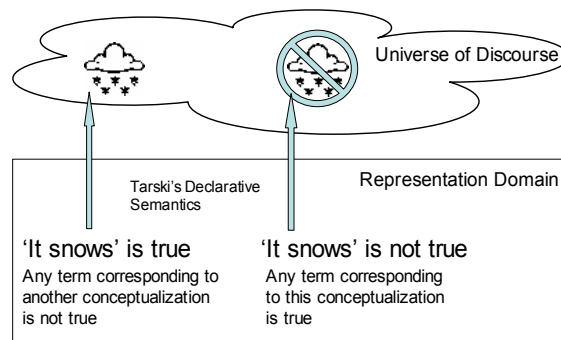 Universe of Discourse
Representation Domain
Tarski's Declarative
Semantics
'It snows' is true
Any term corresponding to
another conceptualization
is not true
'It snows' is not true
Any term corresponding
to this conceptualization
is true